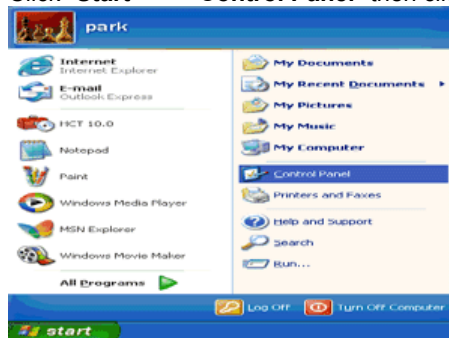 park
Internet
Internet Explorer
E-mail
Outlook Express
HCT 10.0
Notepad
Paint
Windows Media Player
MSN Explorer
Windows Movie Maker
All Programs
My Documents
My Recent Documents
My Pictures
My Music
My Computer
Control Panel
Printers and Faxes
Help and Support
Search
Run...
Log Off
Turn Off Computer
start